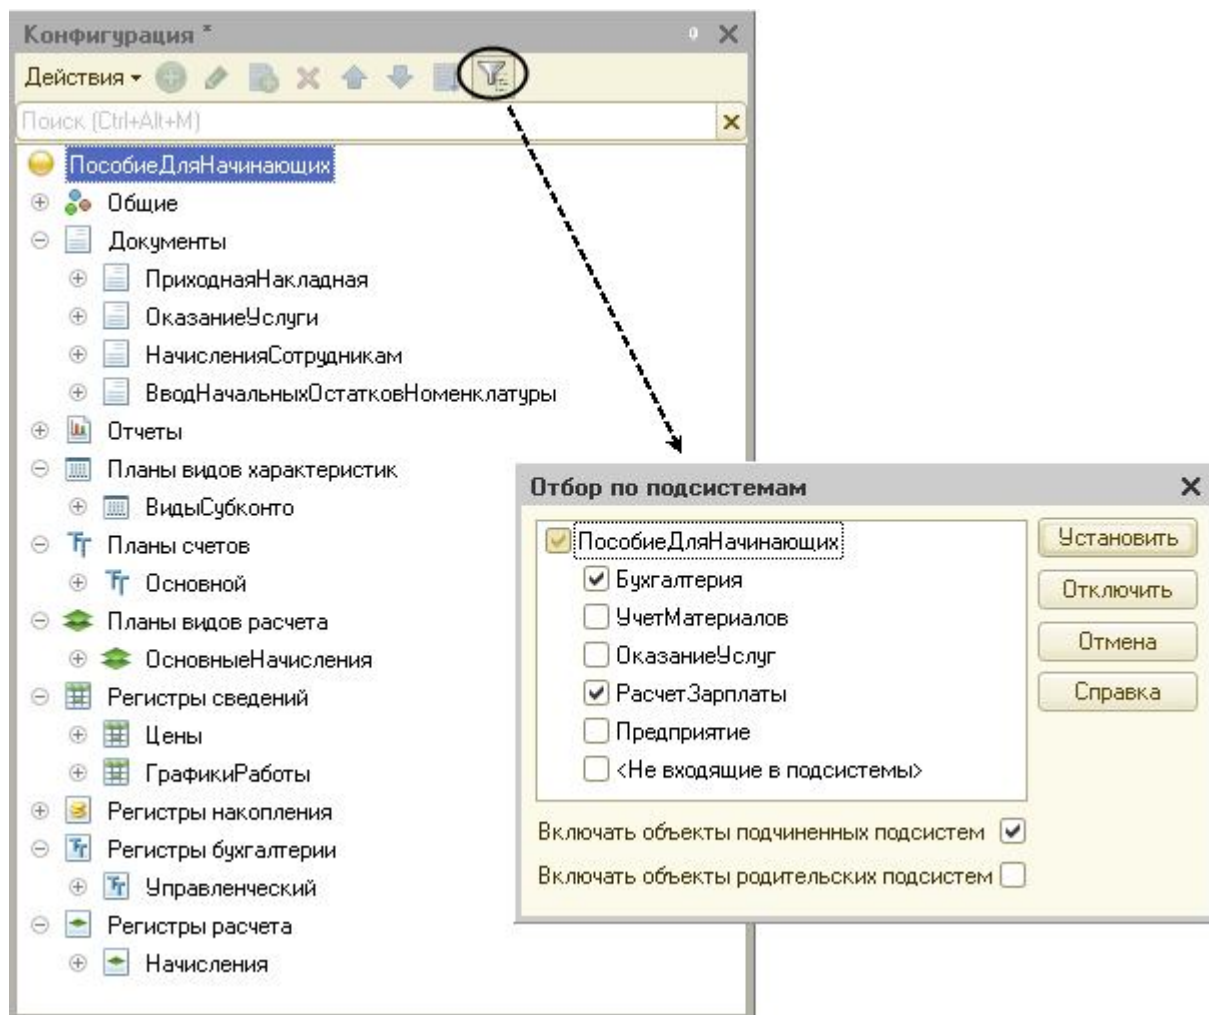 Конфигурация *
Действия
Поиск (Ctrl+Alt+M)
ПособиеДляНачинающих
Общие
Документы
ПриходнаяНакладная
ОказаниеУслуги
НачисленияСотрудникам
ВводНачальныхОстатковНоменклатуры
Отчеты
Планы видов характеристик
ВидыСубконто
Планы счетов
Основной
Планы видов расчета
ОсновныеНачисления
Регистры сведений
Цены
ГрафикиРаботы
Регистры накопления
Регистры бухгалтерии
Управленческий
Регистры расчета
Начисления
Отбор по подсистемам
ПособиеДляНачинающих
Бухгалтерия
УчетМатериалов
ОказаниеУслуг
РасчетЗарплаты
Предприятие
<Не входящие в подсистемы>
Установить
Отключить
Отмена
Справка
Включать объекты подчиненных подсистем
Включать объекты родительских подсистем